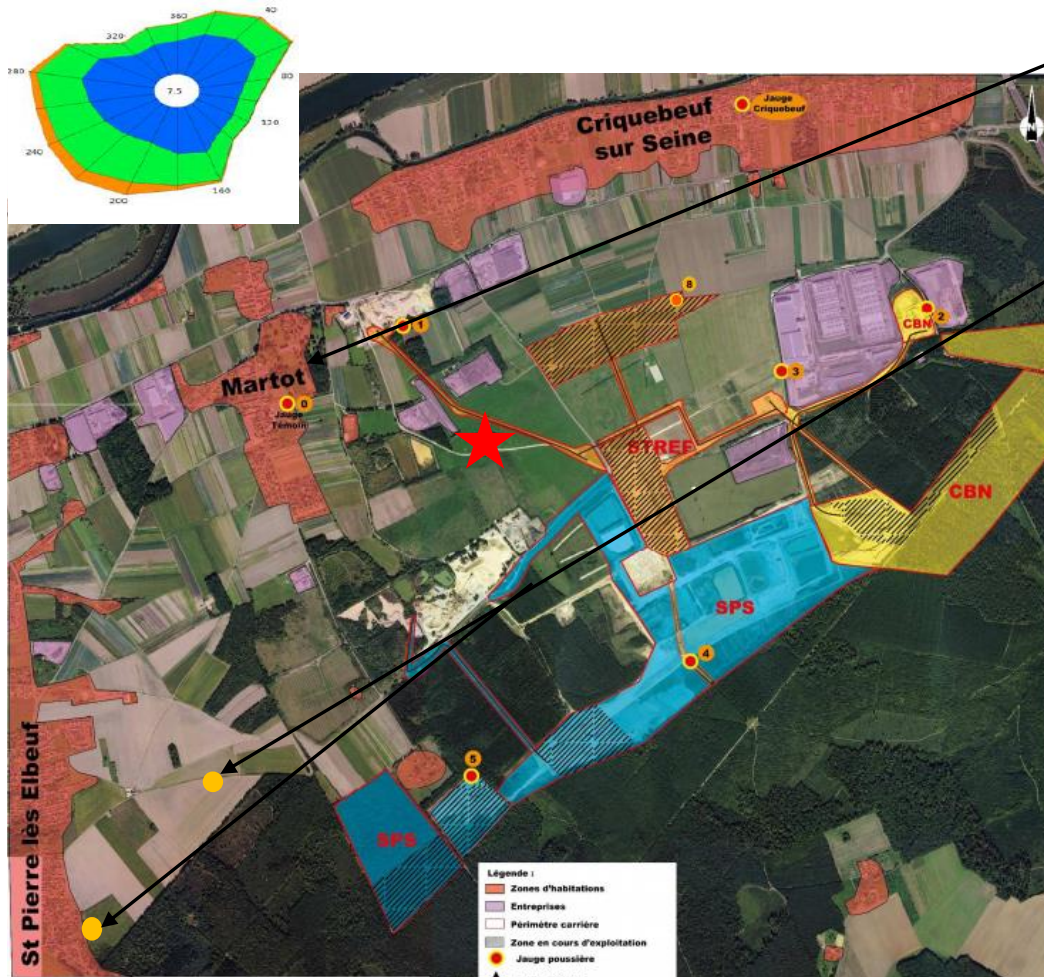 360
40
320
280
80
7.5
120
240
160
200
Jauge
Criquebeuf
Criquebeuf
sur Seine
N
8
1
2
CBN
3
Martot
0
Jauge
Témoin
STREF
CBN
SPS
4
5
SPS
St Pierre lès Elbeuf
Légende :
Zones d'habitations
Entreprises
Périmètre carrière
Zone en cours d'exploitation
Jauge poussière